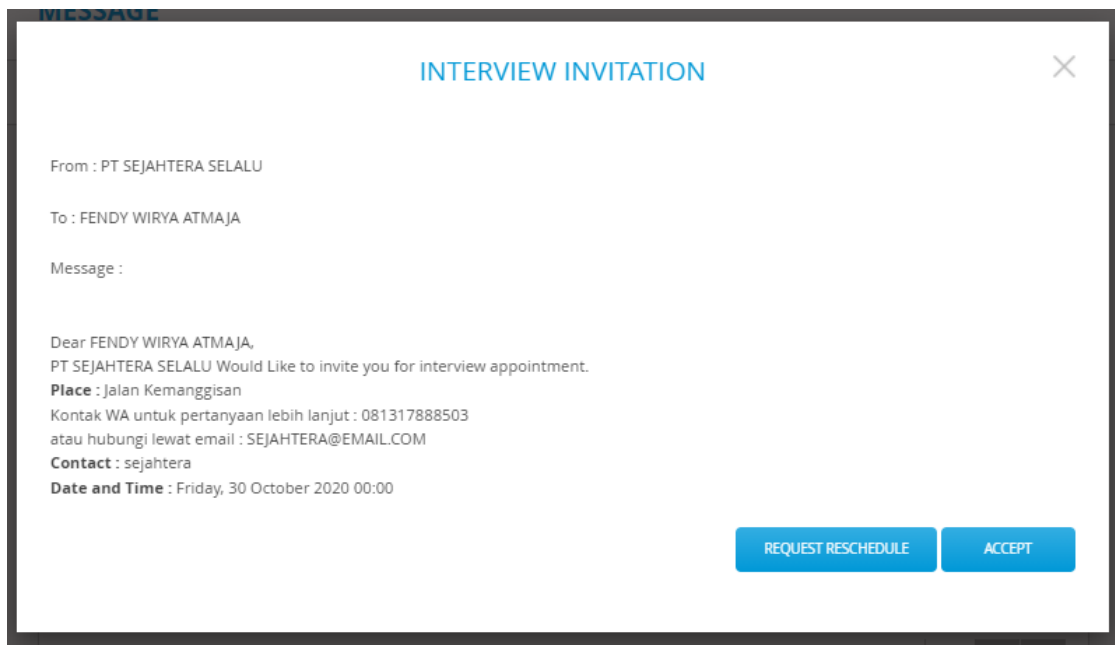 MESSAGE
INTERVIEW INVITATION
From : PT SEJAHTERA SELALU
To : FENDY WIRYA ATMAJA
Message :
Dear FENDY WIRYA ATMAJA,
PT SEJAHTERA SELALU Would Like to invite you for interview appointment.
Place : Jalan Kemanggisan
Kontak WA untuk pertanyaan lebih lanjut : 081317888503
atau hubungi lewat email : SEJAHTERA@EMAIL.COM
Contact : sejahtera
Date and Time : Friday, 30 October 2020 00:00
REQUEST RESCHEDULE ACCEPT